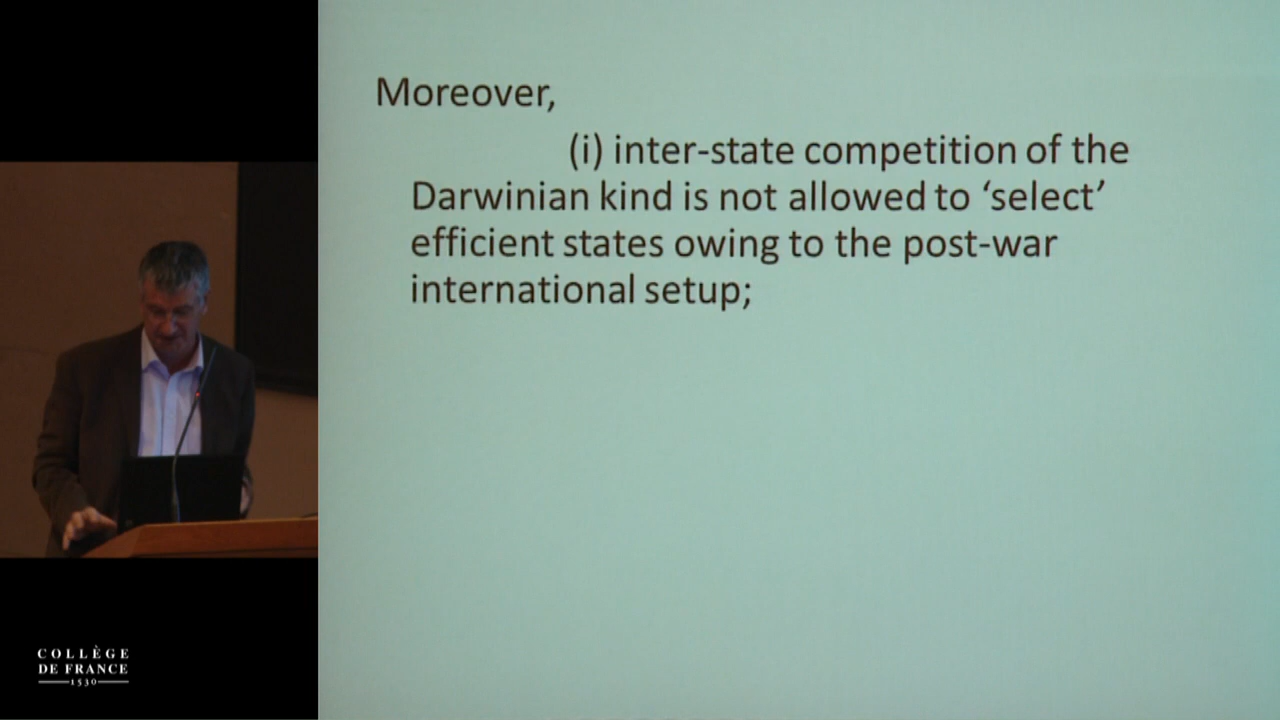 Moreover,
(i) inter-state competition of the
Darwinian kind is not allowed to ‘select’
efficient states owing to the post-war
international setup;
COLLÈGE
DE FRANCE
1530